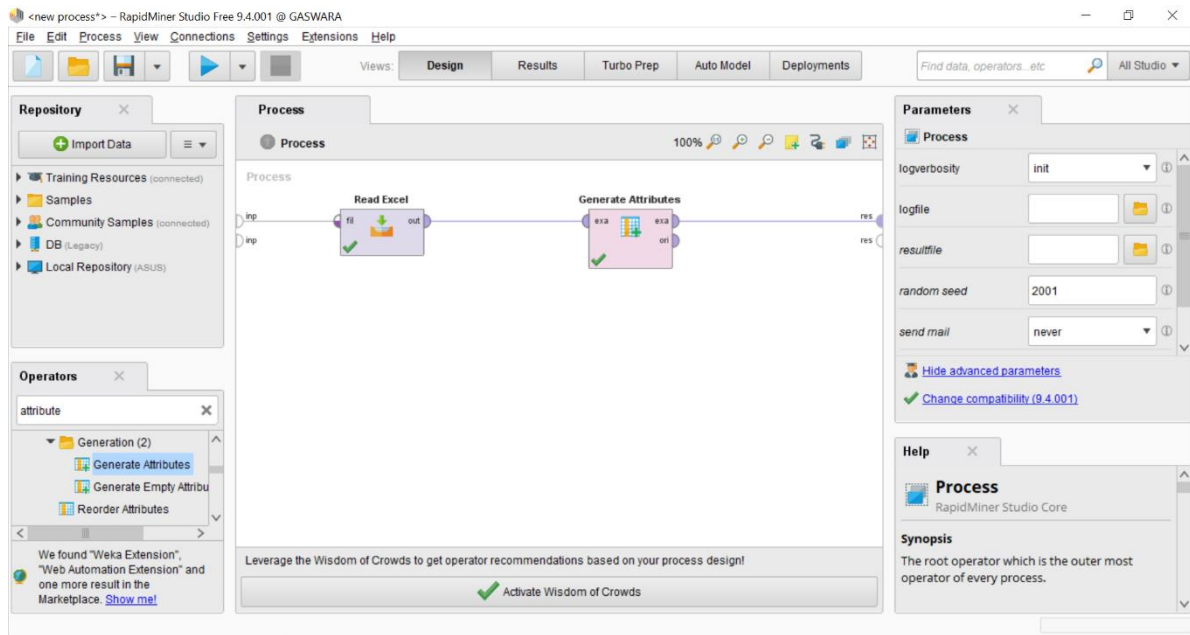 <new process*> – RapidMiner Studio Free 9.4.001 @ GASWARA
File Edit Process View Connections Settings Extensions Help
Views: Design Results Turbo Prep Auto Model Deployments
Find data, operators...etc
All Studio
Repository
Import Data
Training Resources (connected)
Samples
Community Samples (connected)
DB (Legacy)
Local Repository (ASUS)
Operators
attribute
Generation (2)
Generate Attributes
Generate Empty Attribu
Reorder Attributes
We found "Weka Extension",
"Web Automation Extension" and
one more result in the
Marketplace. Show me!
Process
Process
100%
Process
Read Excel
Generate Attributes
inp
fil
out
exa
exa
res
inp
ori
res
Leverage the Wisdom of Crowds to get operator recommendations based on your process design!
Activate Wisdom of Crowds
Parameters
Process
logverbosity
init
logfile
resultfile
random seed
2001
send mail
never
Hide advanced parameters
Change compatibility (9.4.001)
Help
Process
RapidMiner Studio Core
Synopsis
The root operator which is the outer most
operator of every process.